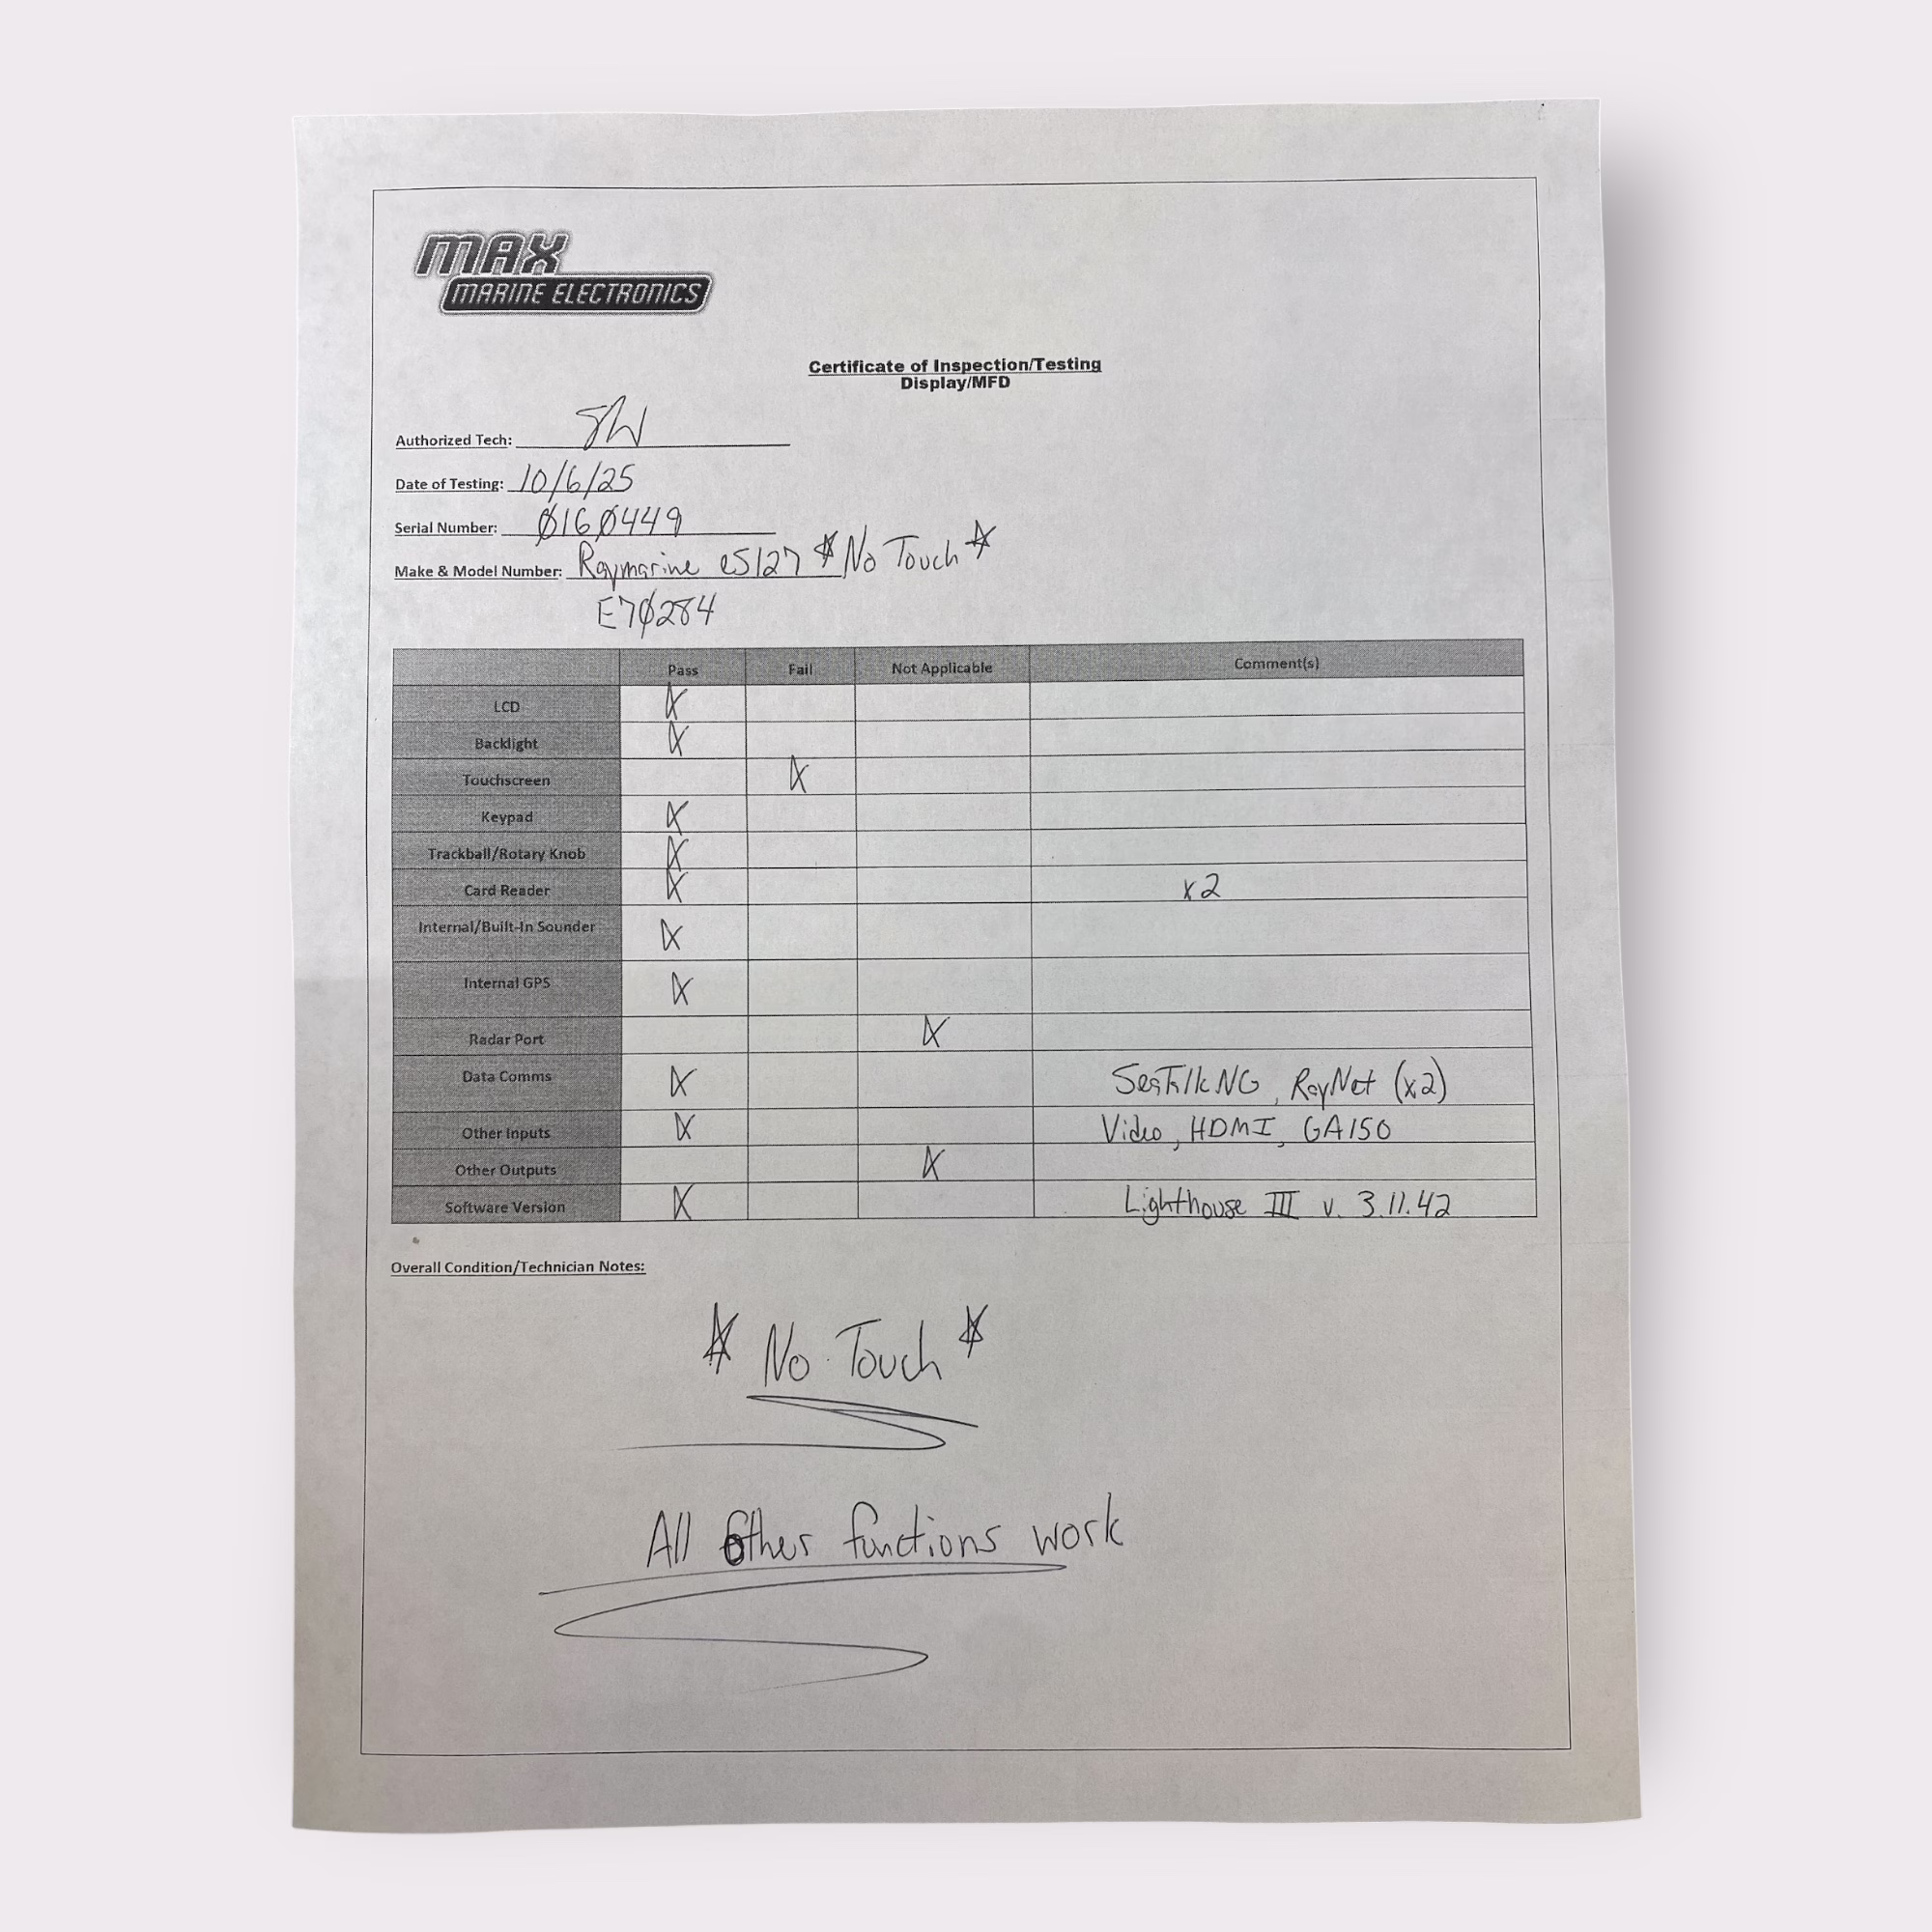 MAX
MARINE ELECTRONICS
Certificate of Inspection/Testing
Display/MFD
Authorized Tech:
Date of Testing: 10/6/25
Serial Number: 0160449
Make & Model Number: Raymarine eS127 *No Touch*
E70284
Pass Fail Not Applicable Comment(s)
LCD X
Backlight X
Touchscreen X
Keypad X
Trackball/Rotary Knob X
Card Reader X x2
Internal/Built-In Sounder X
Internal GPS X
Radar Port X
Data Comms X SeaTalk NG, RayNet (x2)
Other Inputs X Video, HDMI, GA150
Other Outputs X
Software Version X Lighthouse III v. 3.11.42
Overall Condition/Technician Notes:
* No Touch *
All Other functions work